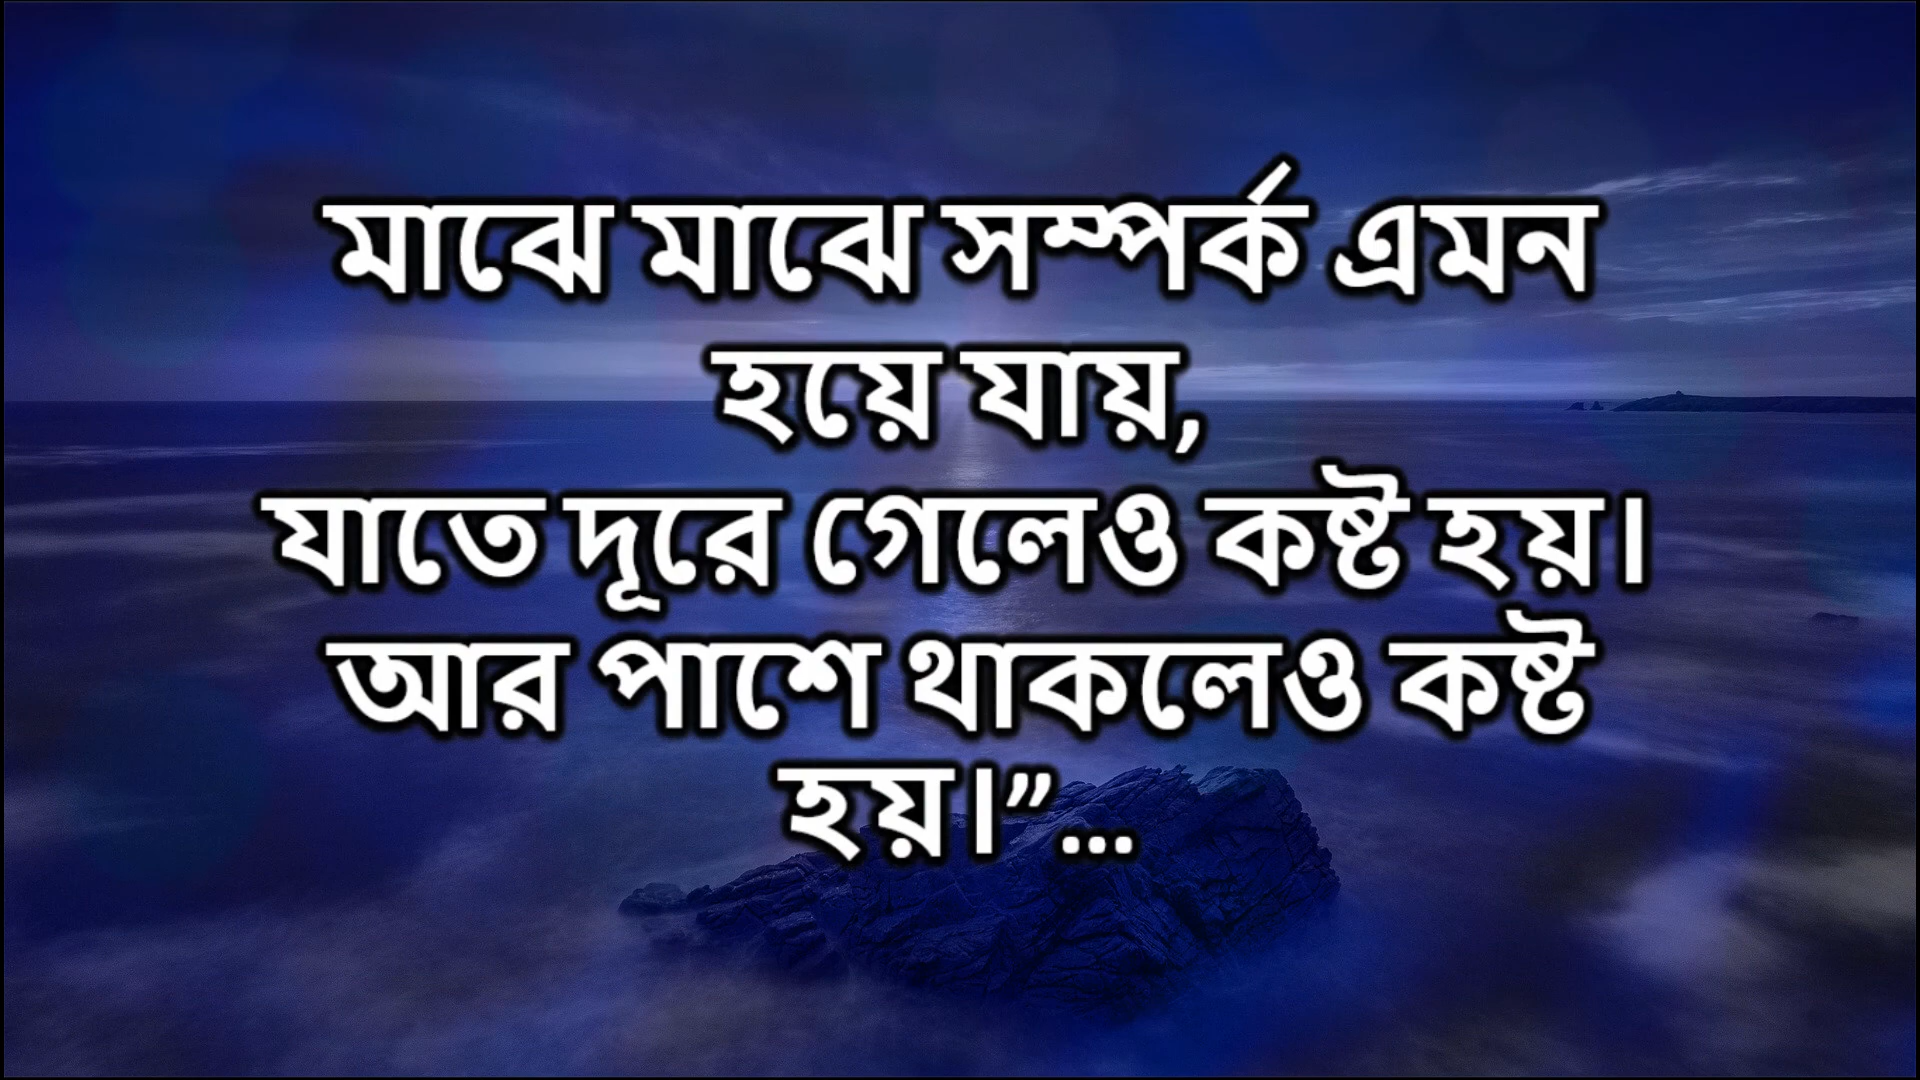 মাঝে মাঝে সম্পর্ক এমন
হয়ে যায়,
যাতে দূরে গেলেও কষ্ট হয়।
আর পাশে থাকলেও কষ্ট
হয়।”...